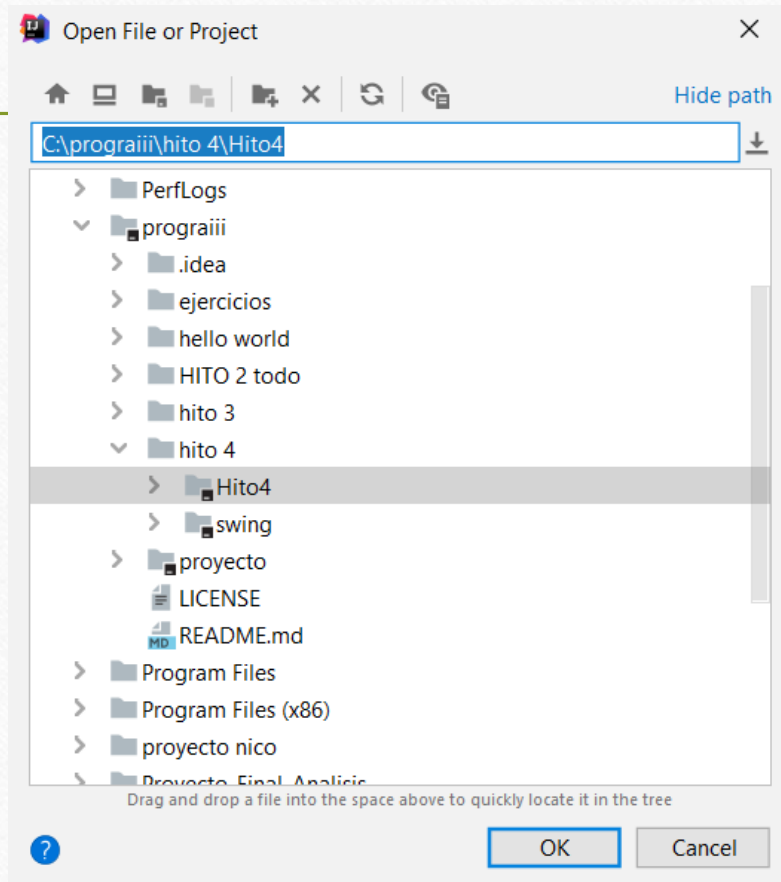 Open File or Project
Hide path
C:\prograiii\hito 4\Hito4
PerfLogs
prograiii
.idea
ejercicios
hello world
HITO 2 todo
hito 3
hito 4
Hito4
swing
proyecto
LICENSE
MD README.md
Program Files
Program Files (x86)
proyecto nico
Proyecto_Final_Analisis
Drag and drop a file into the space above to quickly locate it in the tree
? OK Cancel